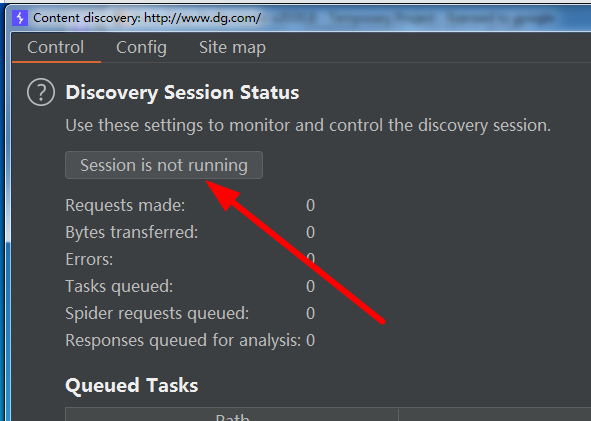 Content discovery: http://www.dg.com/
Control Config Site map
Discovery Session Status
Use these settings to monitor and control the discovery session.
Session is not running
Requests made: 0
Bytes transferred: 0
Errors: 0
Tasks queued: 0
Spider requests queued: 0
Responses queued for analysis: 0
Queued Tasks
Path